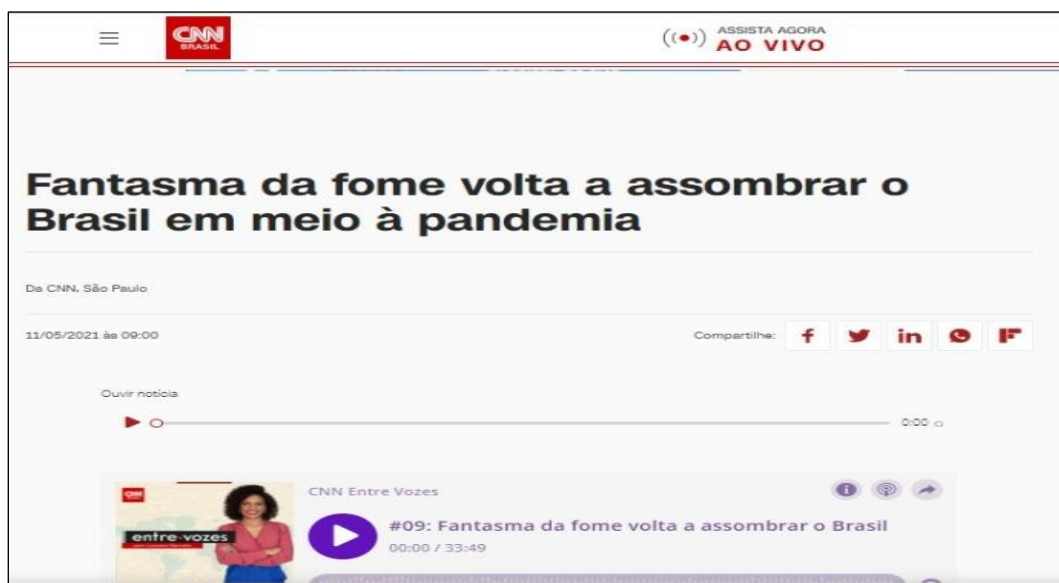 CNN
BRASIL
ASSISTA AGORA
AO VIVO
Fantasma da fome volta a assombrar o
Brasil em meio à pandemia
Da CNN, São Paulo
11/05/2021 às 09:00
Compartilhe:
Ouvir notícia
0:00
CNN Entre Vozes
#09: Fantasma da fome volta a assombrar o Brasil
00:00 / 33:49
CNN
entre-vozes